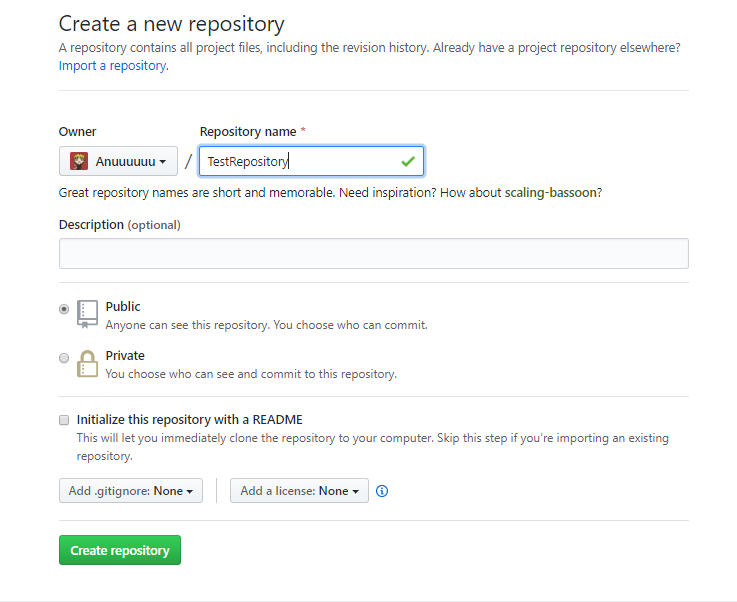 Create a new repository
A repository contains all project files, including the revision history. Already have a project repository elsewhere?
Import a repository.
Owner
Repository name *
Anuuuuuu
/
TestRepository
Great repository names are short and memorable. Need inspiration? How about scaling-bassoon?
Description (optional)
Public
Anyone can see this repository. You choose who can commit.
Private
You choose who can see and commit to this repository.
Initialize this repository with a README
This will let you immediately clone the repository to your computer. Skip this step if you're importing an existing
repository.
Add .gitignore: None
Add a license: None
Create repository